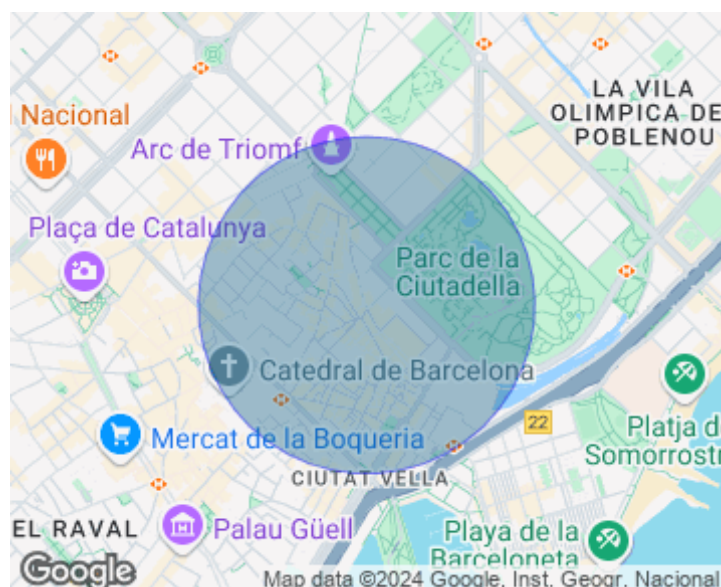 LA VILA
OLIMPICA DE
POBLENOU
l Nacional
Arc de Triomf
Plaça de Catalunya
Parc de la
Ciutadella
Catedral de Barcelona
22
Mercat de la Boqueria
Platja d
Somorrostr
CIUTAT VELLA
EL RAVAL
Palau Güell
Playa de la
Barceloneta
Google
Map data ©2024 Google, Inst. Geogr. Nacional